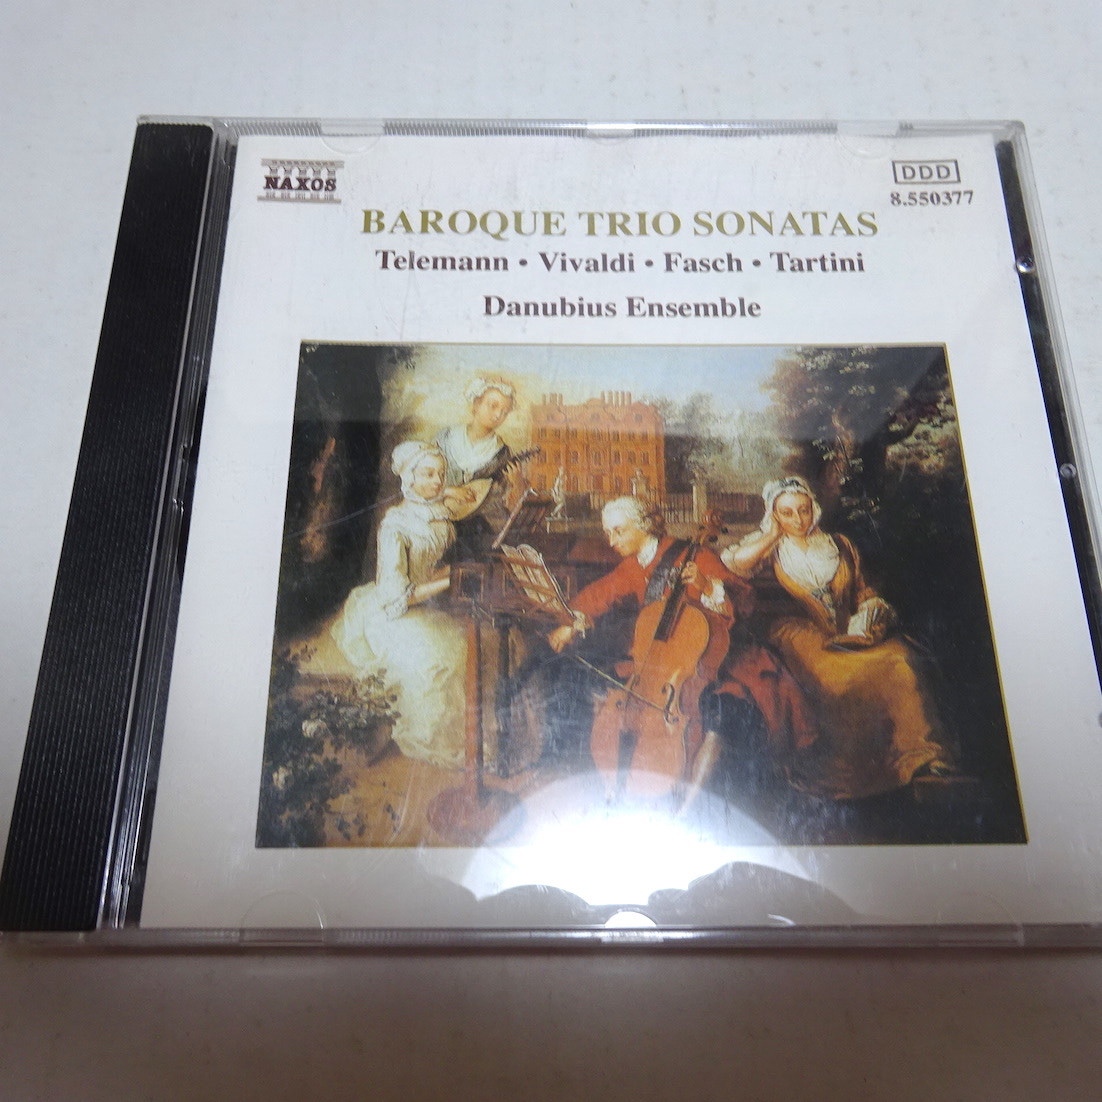 NAXOS
DDD
8.550377
BAROQUE TRIO SONATAS
Telemann • Vivaldi • Fasch • Tartini
Danubius Ensemble